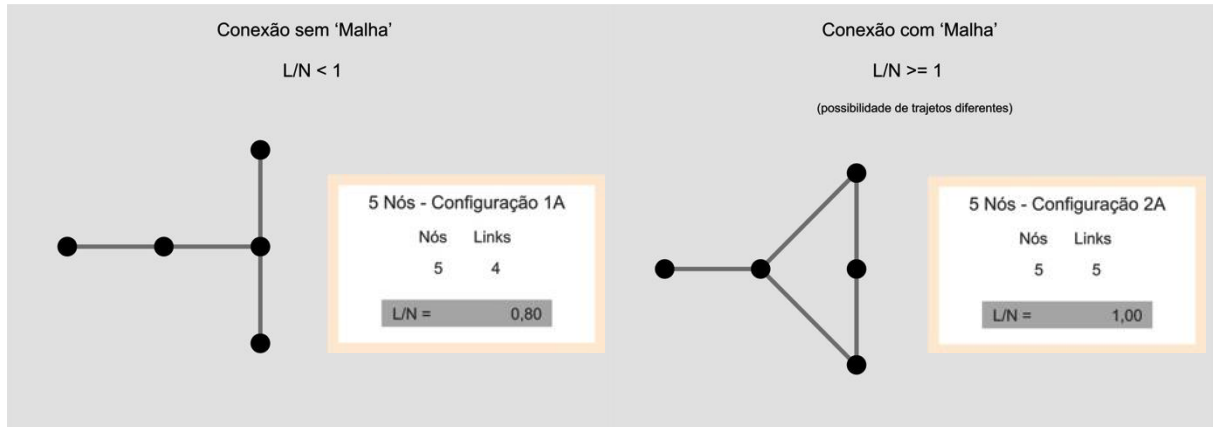 Conexão sem ‘Malha’
L/N < 1
5 Nós - Configuração 1A
Nós Links
5 4
L/N = 0,80
Conexão com ‘Malha’
L/N >= 1
(possibilidade de trajetos diferentes)
5 Nós - Configuração 2A
Nós Links
5 5
L/N = 1,00